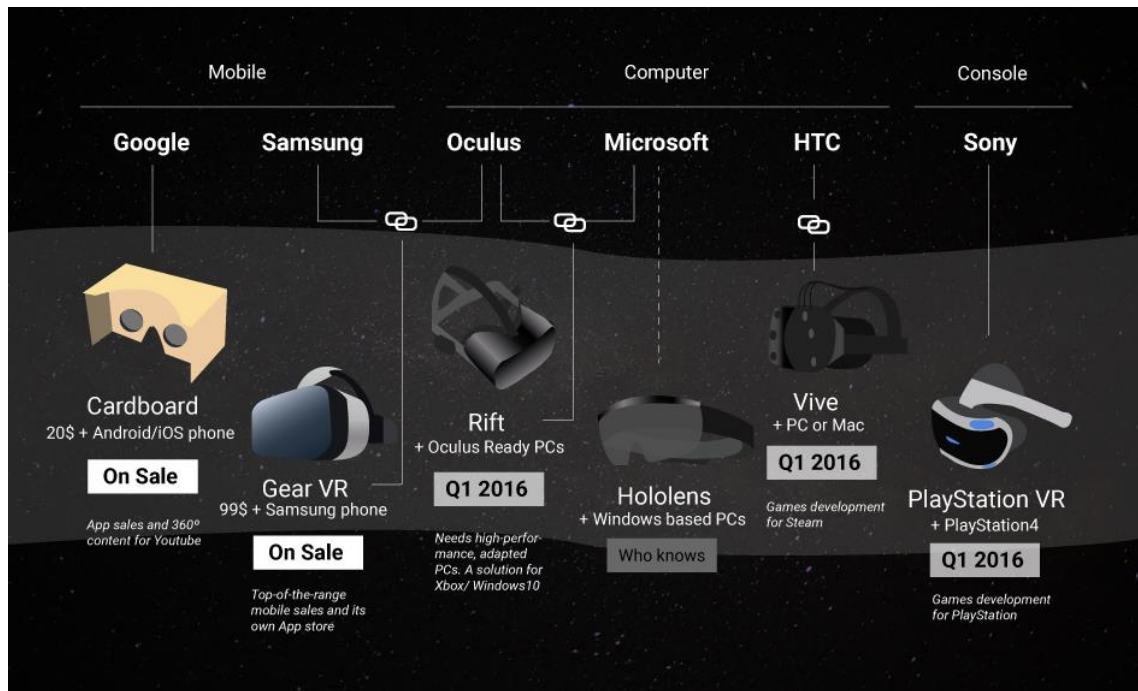 Mobile
Computer
Console
Google
Samsung
Oculus
Microsoft
HTC
Sony
Cardboard
20$ + Android/iOS phone
On Sale
App sales and 360º
content for Youtube
Gear VR
99$ + Samsung phone
On Sale
Top-of-the-range
mobile sales and its
own App store
Rift
+ Oculus Ready PCs
Q1 2016
Needs high-perfor-
mance, adapted
PCs. A solution for
Xbox/ Windows10
Hololens
+ Windows based PCs
Who knows
Vive
+ PC or Mac
Q1 2016
Games development
for Steam
PlayStation VR
+ PlayStation4
Q1 2016
Games development
for PlayStation